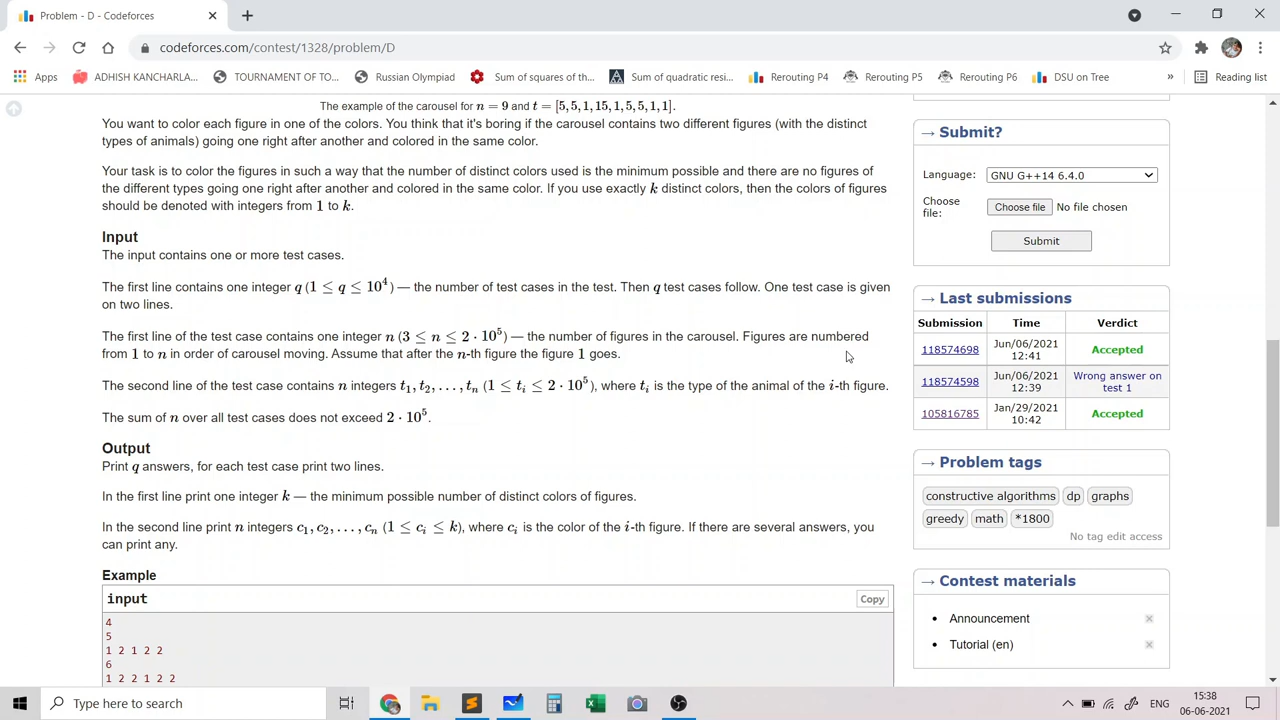 Problem - D - Codeforces
codeforces.com/contest/1328/problem/D
Apps
ADHISH KANCHARLA...
TOURNAMENT OF TO...
Russian Olympiad
Sum of squares of th...
Sum of quadratic resi...
Rerouting P4
Rerouting P5
Rerouting P6
DSU on Tree
»
Reading list
The example of the carousel for n = 9 and t = [5, 5, 1, 15, 1, 5, 5, 1, 1].
You want to color each figure in one of the colors. You think that it's boring if the carousel contains two different figures (with the distinct
types of animals) going one right after another and colored in the same color.
Your task is to color the figures in such a way that the number of distinct colors used is the minimum possible and there are no figures of
the different types going one right after another and colored in the same color. If you use exactly k distinct colors, then the colors of figures
should be denoted with integers from 1 to k.
Input
The input contains one or more test cases.
The first line contains one integer q (1 ≤ q ≤ 10⁴) — the number of test cases in the test. Then q test cases follow. One test case is given
on two lines.
The first line of the test case contains one integer n (3 ≤ n ≤ 2 · 10⁵) — the number of figures in the carousel. Figures are numbered
from 1 to n in order of carousel moving. Assume that after the n-th figure the figure 1 goes.
The second line of the test case contains n integers t₁, t₂, . . . , tₙ (1 ≤ tᵢ ≤ 2 · 10⁵), where tᵢ is the type of the animal of the i-th figure.
The sum of n over all test cases does not exceed 2 · 10⁵.
Output
Print q answers, for each test case print two lines.
In the first line print one integer k — the minimum possible number of distinct colors of figures.
In the second line print n integers c₁, c₂, . . . , cₙ (1 ≤ cᵢ ≤ k), where cᵢ is the color of the i-th figure. If there are several answers, you
can print any.
Example
input
Copy
4
5
1 2 1 2 2
6
1 2 2 1 2 2
→ Submit?
Language:
GNU G++14 6.4.0
Choose
file:
Choose file
No file chosen
Submit
→ Last submissions
Submission Time Verdict
118574698 Jun/06/2021 12:41 Accepted
118574598 Jun/06/2021 12:39 Wrong answer on test 1
105816785 Jan/29/2021 10:42 Accepted
→ Problem tags
constructive algorithms dp graphs
greedy math *1800
No tag edit access
→ Contest materials
Announcement
Tutorial (en)
Type here to search
ENG
15:38
06-06-2021